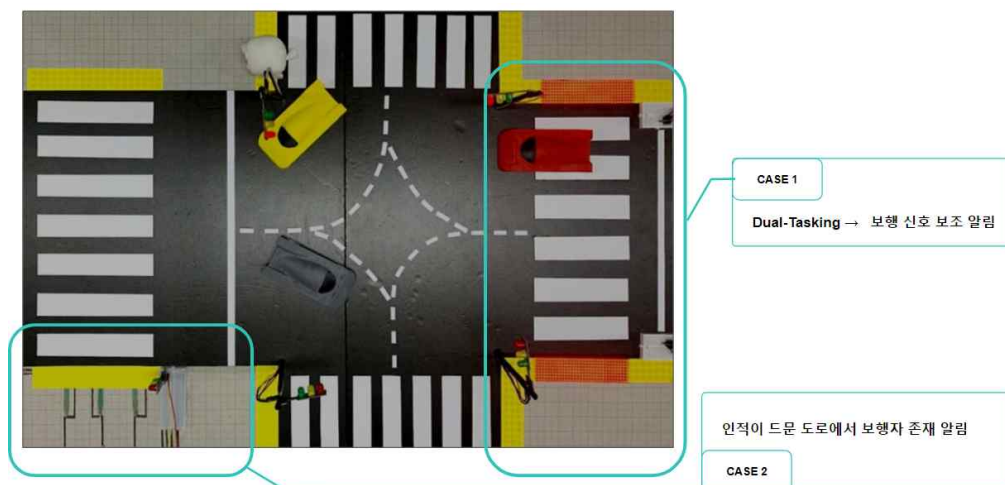 CASE 1
Dual-Tasking → 보행 신호 보조 알림
인적이 드문 도로에서 보행자 존재 알림
CASE 2